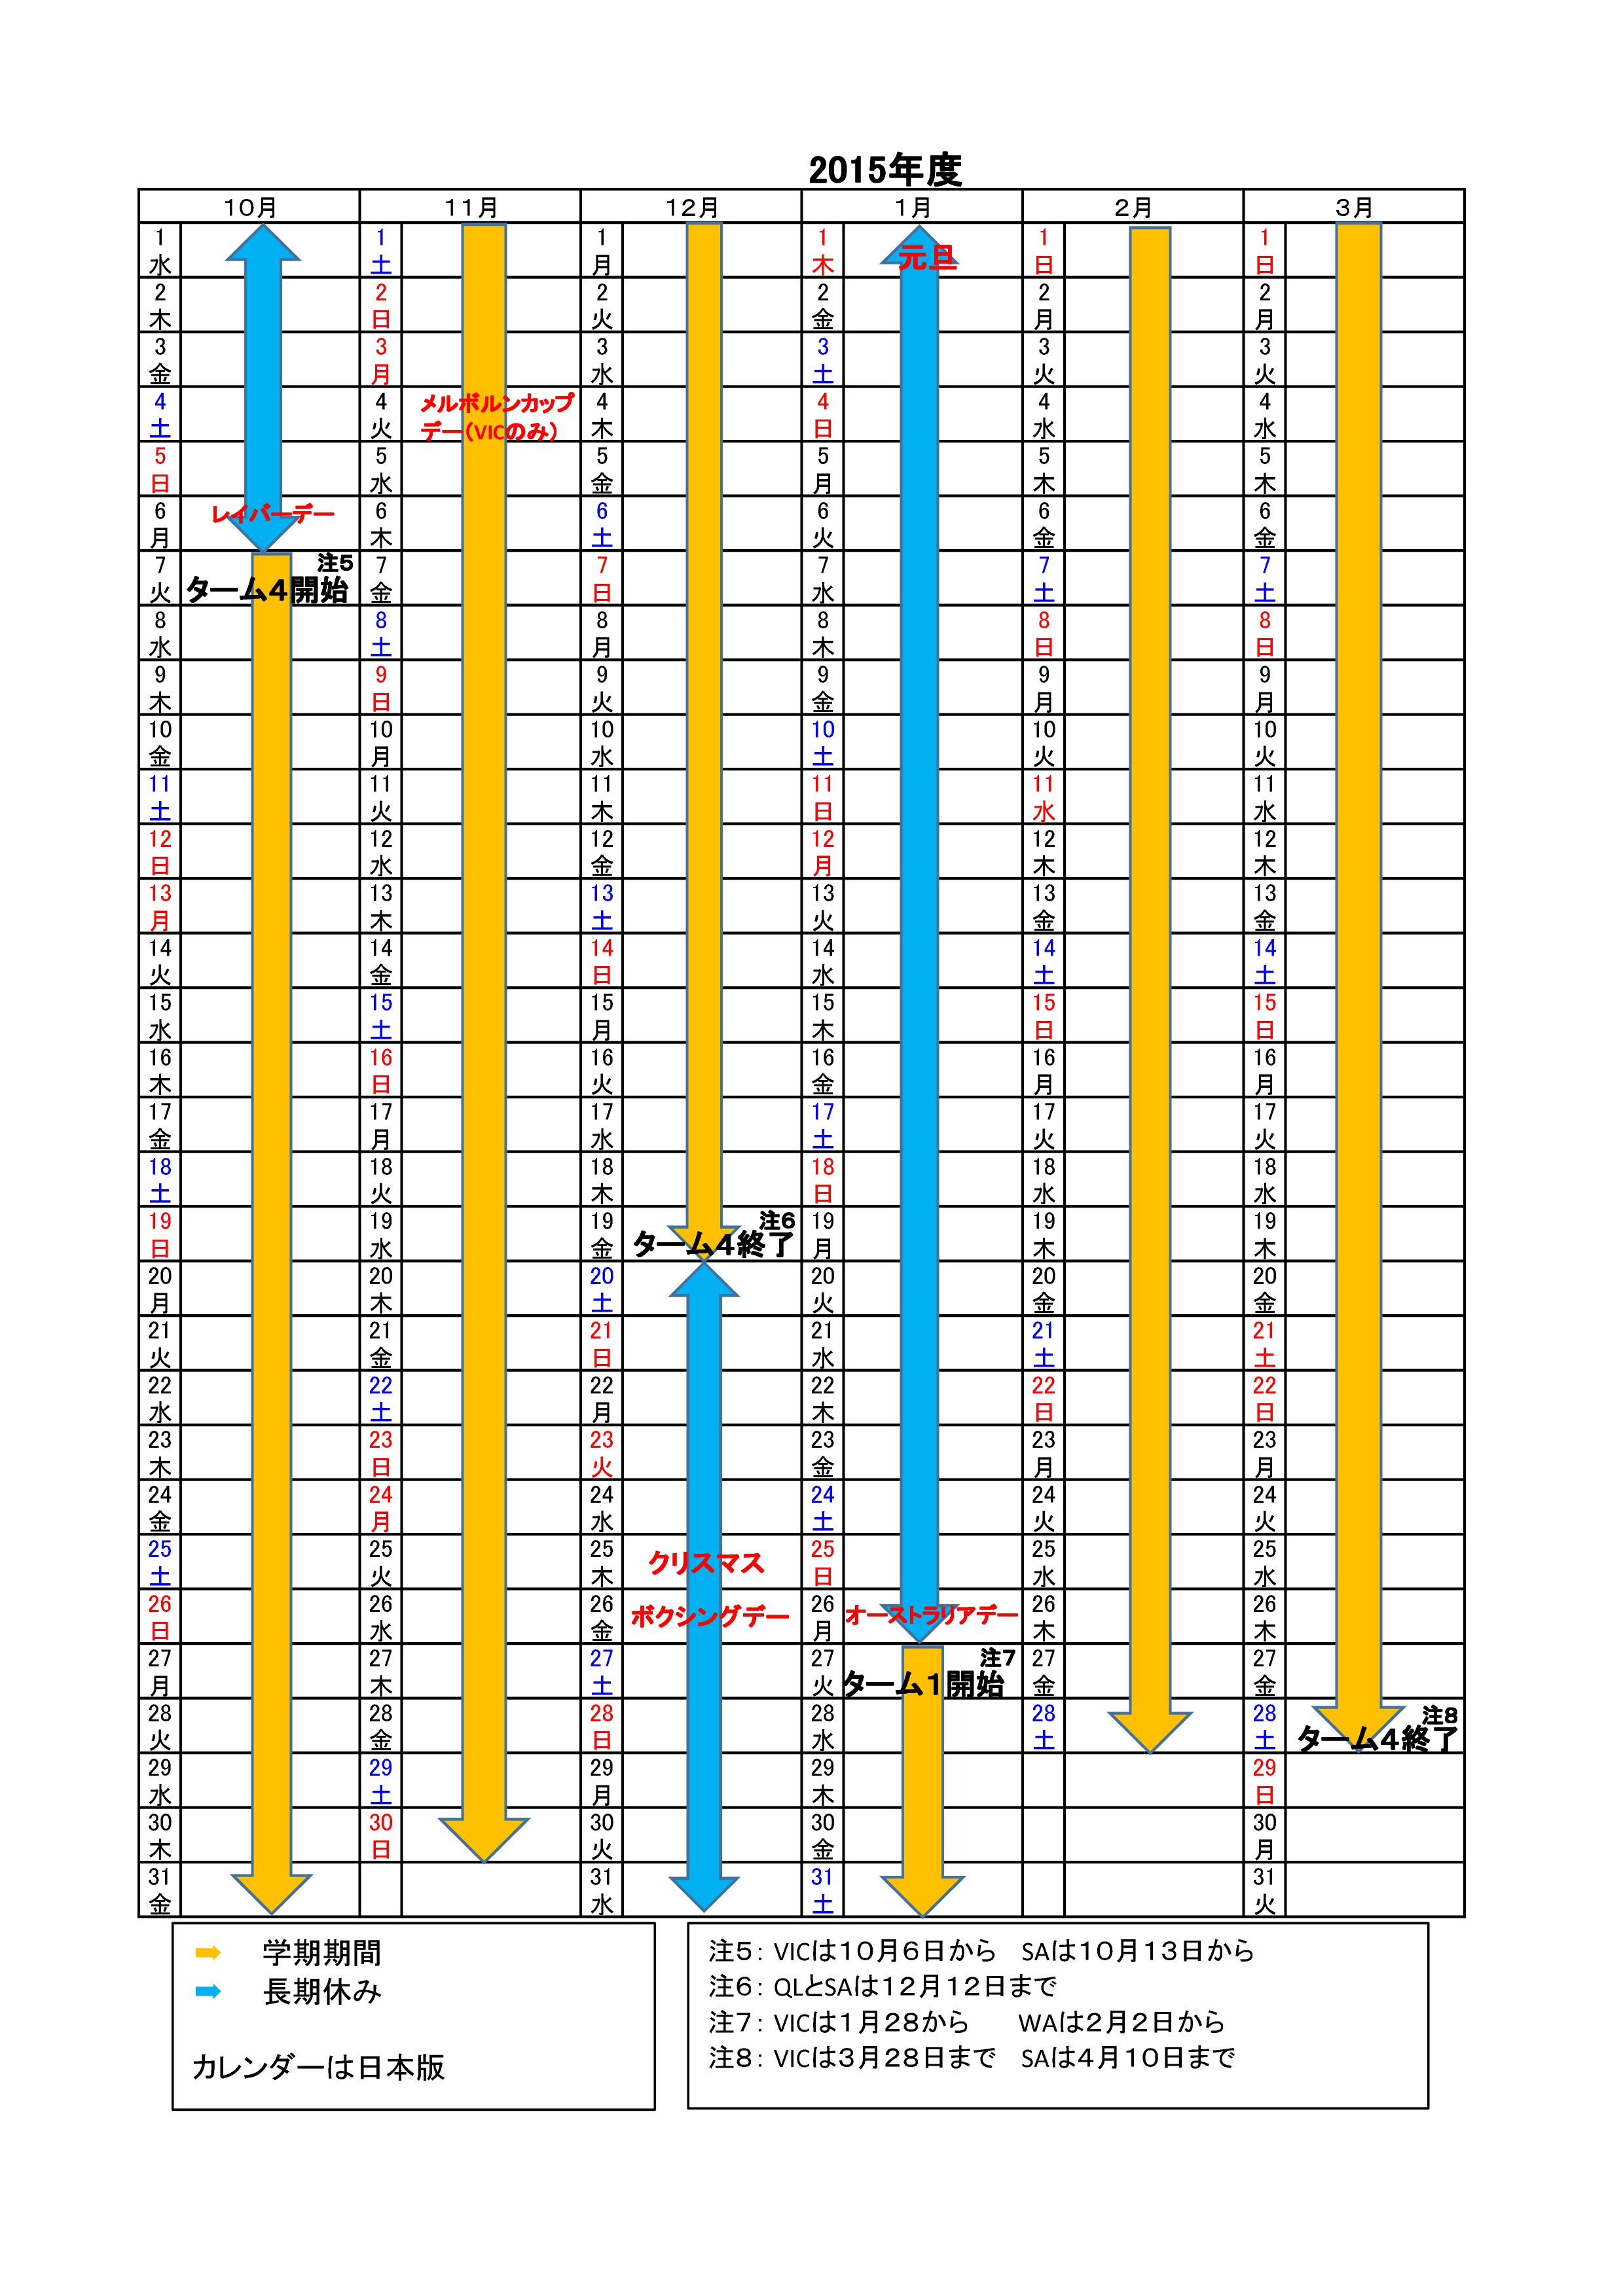 2015年度
10月 11月 12月 1月 2月 3月
1 1 1 1 1 1
水 土 月 木 元旦 日 日
2 2 2 2 2 2
木 日 火 金 月 月
3 3 3 3 3 3
金 月 水 土 火 火
4 4 メルボルンカップ 4 4 4 4
土 火 デー(VICのみ) 木 日 水 水
5 5 5 5 5 5
日 水 金 月 木 木
6 レイバーデー 6 6 6 6 6
月 木 土 火 金 金
7 注5 7 7 7 7 7
火 ターム4開始 金 日 水 土 土
8 8 8 8 8 8
水 土 月 木 日 日
9 9 9 9 9 9
木 日 火 金 月 月
10 10 10 10 10 10
金 月 水 土 火 火
11 11 11 11 11 11
土 火 木 日 水 水
12 12 12 12 12 12
日 水 金 月 木 木
13 13 13 13 13 13
月 木 土 火 金 金
14 14 14 14 14 14
火 金 日 水 土 土
15 15 15 15 15 15
水 土 月 木 日 日
16 16 16 16 16 16
木 日 火 金 月 月
17 17 17 17 17 17
金 月 水 土 火 火
18 18 18 18 18 18
土 火 木 日 水 水
19 19 19 注6 19 19 19
日 水 金 ターム4終了 月 木 木
20 20 20 20 20 20
月 木 土 火 金 金
21 21 21 21 21 21
火 金 日 水 土 土
22 22 22 22 22 22
水 土 月 木 日 日
23 23 23 23 23 23
木 日 火 金 月 月
24 24 24 24 24 24
金 月 水 土 火 火
25 25 25 クリスマス 25 25 25
土 火 木 日 水 水
26 26 26 ボクシングデー 26 オーストラリアデー 26 26
日 水 金 月 木 木
27 27 27 27 注7 27 27
月 木 土 火 ターム1開始 金 金
28 28 28 28 28 28 注8
火 金 日 水 土 土 ターム4終了
29 29 29 29 29
水 土 月 木 日
30 30 30 30 30
木 日 火 金 月
31 31 31 31
金 水 土 火
学期期間
長期休み
カレンダーは日本版
注5：VICは10月6日から　SAは10月13日から
注6：QLとSAは12月12日まで
注7：VICは1月28から　　WAは2月2日から
注8：VICは3月28日まで　SAは4月10日まで